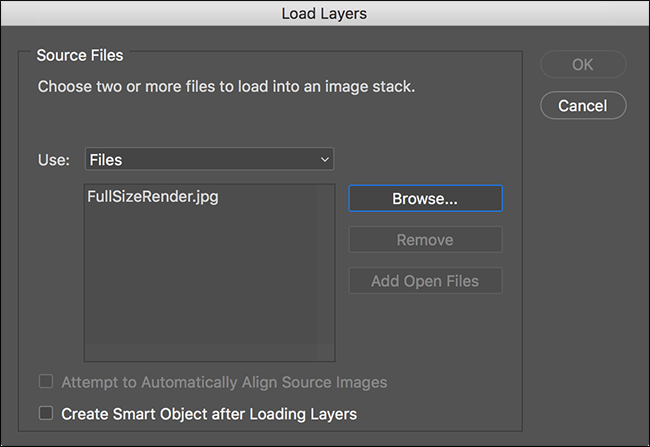 Load Layers
Source Files
Choose two or more files to load into an image stack.
OK
Cancel
Use: Files
FullSizeRender.jpg
Browse...
Remove
Add Open Files
Attempt to Automatically Align Source Images
Create Smart Object after Loading Layers